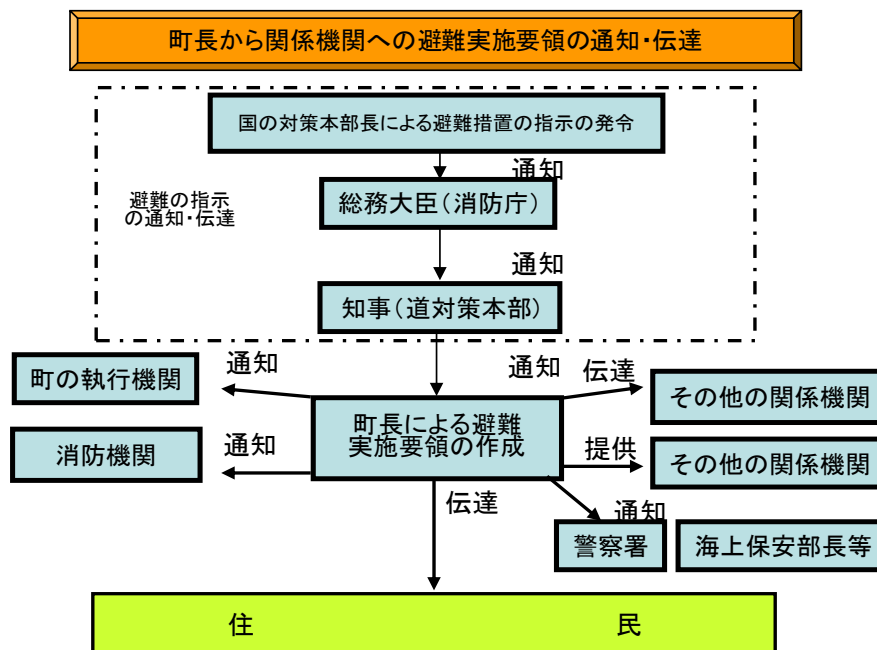 町長から関係機関への避難実施要領の通知・伝達
国の対策本部長による避難措置の指示の発令
通知
避難の指示
の通知・伝達
総務大臣（消防庁）
通知
知事（道対策本部）
通知
通知
伝達
町の執行機関
その他の関係機関
町長による避難
実施要領の作成
消防機関
通知
提供
その他の関係機関
伝達
通知
警察署
海上保安部長等
住 民